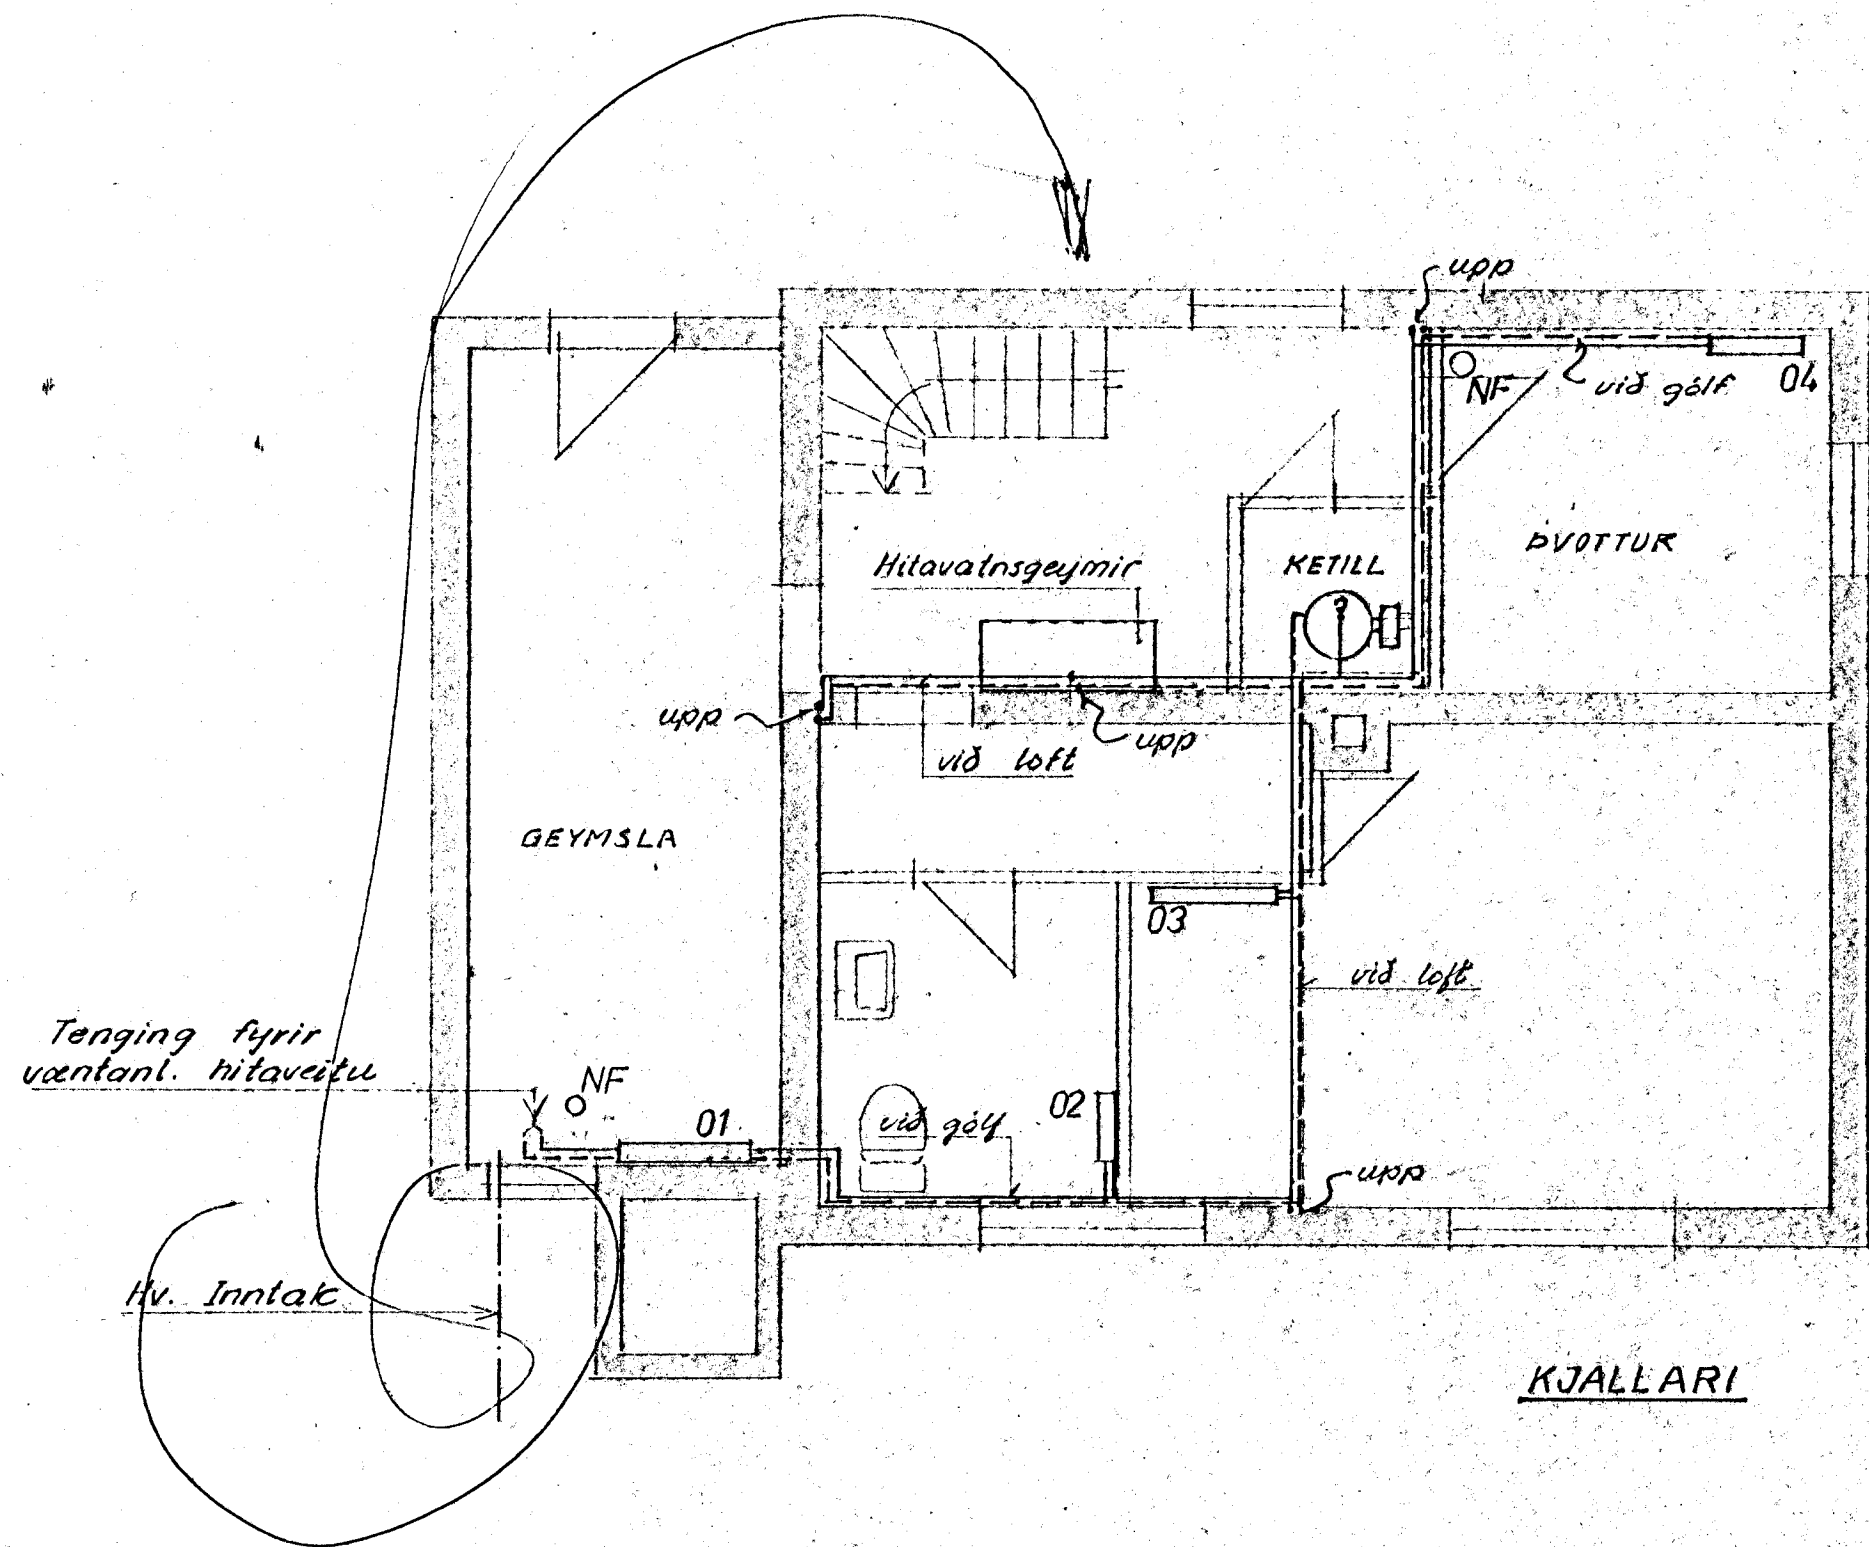 upp
NF
við gólf
04
ÞVOTTUR
Hitavatnsgeymir
KETILL
upp
upp
við loft
GEYMSLA
03
við loft
Tenging fyrir
væntanl. hitaveitu
NF
01
við gólf
02
upp
Hv. Inntak
KJALLARI